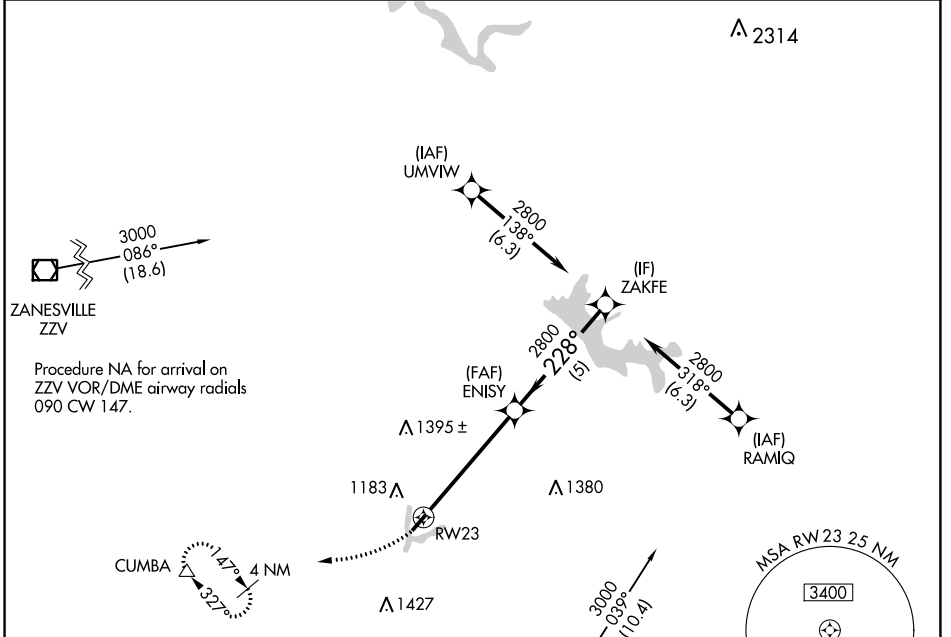 2314
(IAF)
UMVIW
2800
138°
(6.3)
3000
086°
(18.6)
(IF)
ZAKFE
ZANESVILLE
ZZV
2800
228°
(5)
2800
318°
(6.3)
Procedure NA for arrival on
ZZV VOR/DME airway radials
090 CW 147.
(FAF)
ENISY
1395 ±
(IAF)
RAMIQ
1183
1380
RW23
MSA RW23 25 NM
CUMBA
147°
4 NM
327°
3400
1427
3000
039°
(10.4)